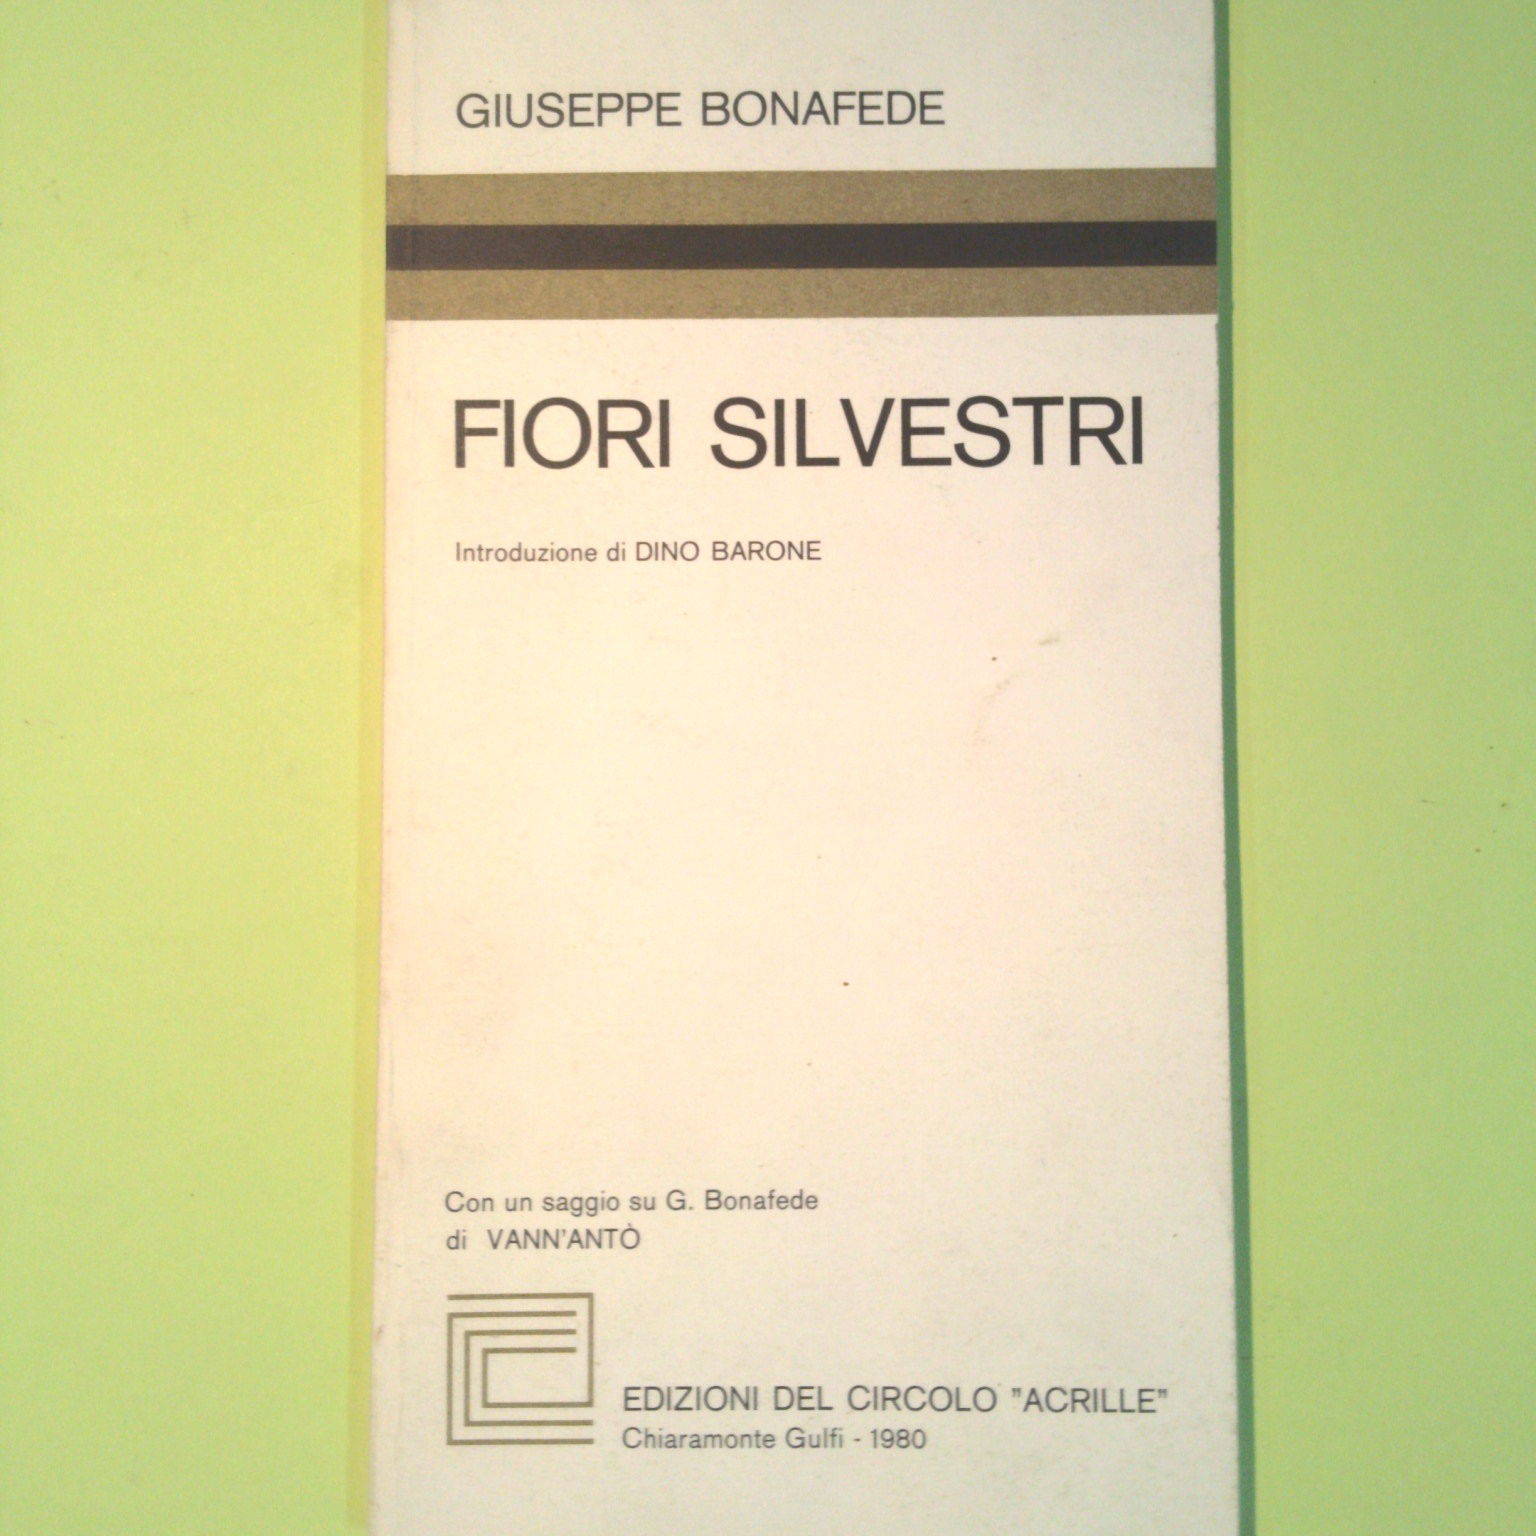 GIUSEPPE BONAFEDE
FIORI SILVESTRI
Introduzione di DINO BARONE
Con un saggio su G. Bonafede
di VANN'ANTÒ
EDIZIONI DEL CIRCOLO "ACRILLE"
Chiaramonte Gulfi - 1980